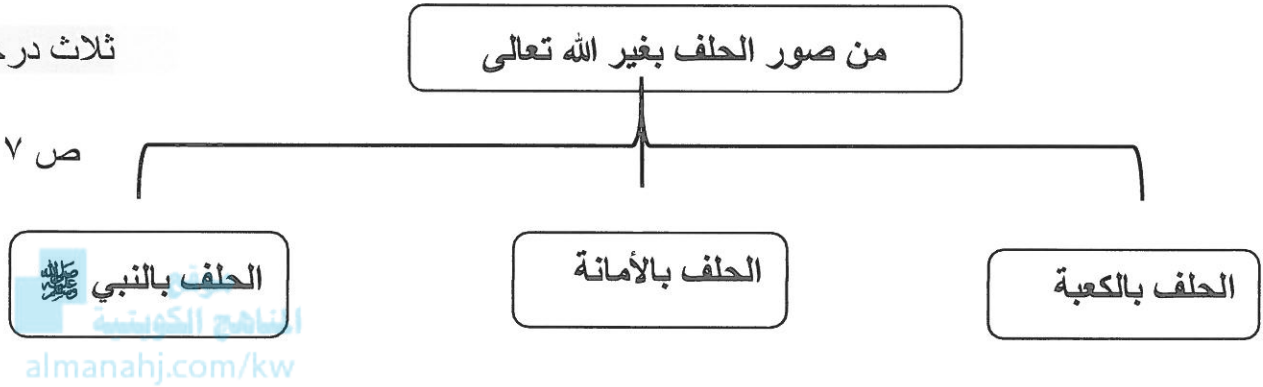 من صور الحلف بغير الله تعالى
ثلاث
ص ٧
الحلف بالكعبة
الحلف بالأمانة
الحلف بالنبي ﷺ
موقع
المناهج الكويتية
almanahj.com/kw